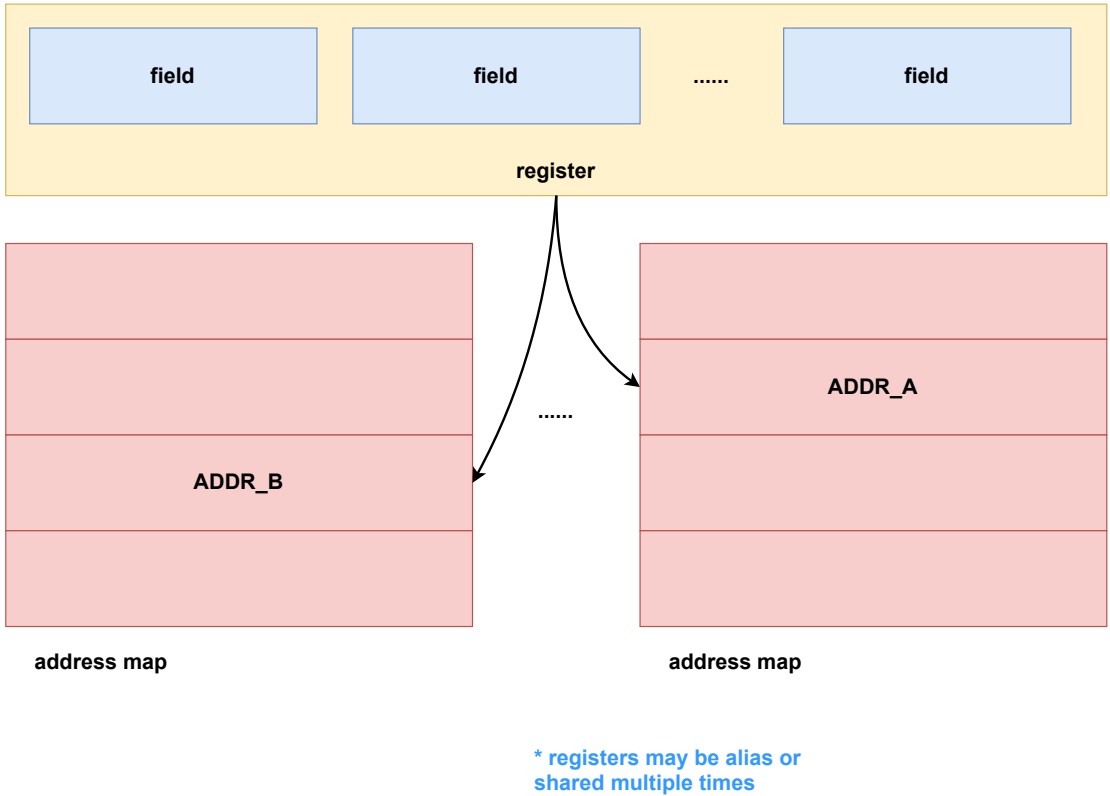 field field ...... field
register
ADDR_A
......
ADDR_B
address map address map
* registers may be alias or
shared multiple times